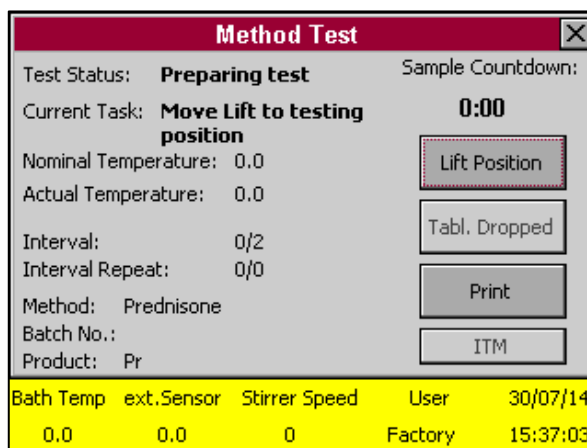 Method Test
Test Status: Preparing test
Sample Countdown:
Current Task: Move Lift to testing
position
0:00
Nominal Temperature: 0.0
Lift Position
Actual Temperature: 0.0
Tabl. Dropped
Interval: 0/2
Interval Repeat: 0/0
Print
Method: Prednisone
Batch No.:
ITM
Product: Pr
Bath Temp ext.Sensor Stirrer Speed User 30/07/14
0.0 0.0 0 Factory 15:37:03